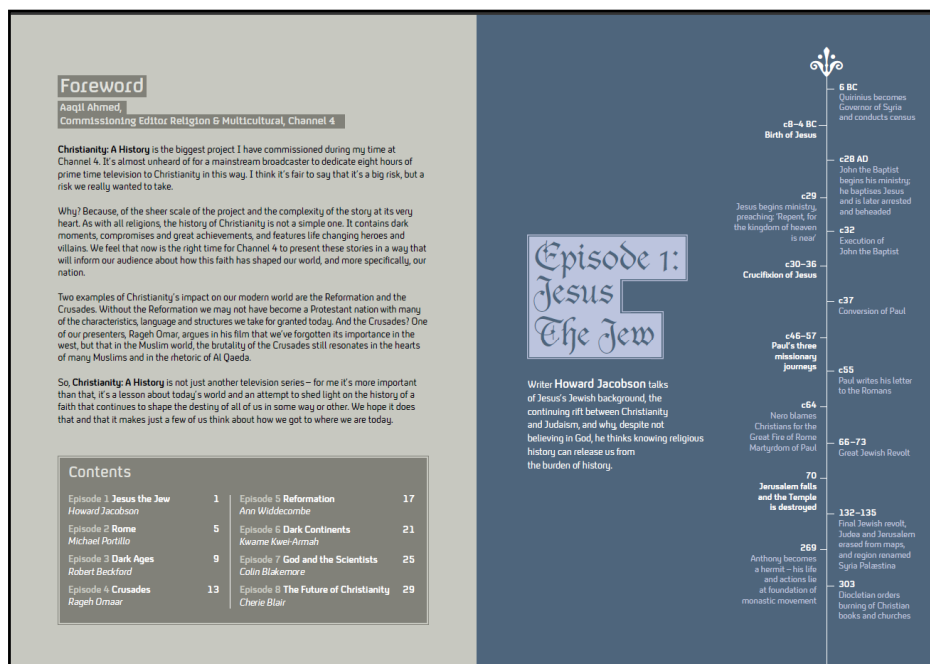 Foreword
Aaqil Ahmed,
Commissioning Editor Religion & Multicultural, Channel 4
Christianity: A History is the biggest project I have commissioned during my time at
Channel 4. It's almost unheard of for a mainstream broadcaster to dedicate eight hours of
prime time television to Christianity in this way. I think it's fair to say that it's a big risk, but a
risk we really wanted to take.
Why? Because, of the sheer scale of the project and the complexity of the story at its very
heart. As with all religions, the history of Christianity is not a simple one. It contains dark
moments, compromises and great achievements, and features life changing heroes and
villains. We feel that now is the right time for Channel 4 to present these stories in a way that
will inform our audience about how this faith has shaped our world, and more specifically, our
nation.
Two examples of Christianity's impact on our modern world are the Reformation and the
Crusades. Without the Reformation we may not have become a Protestant nation with many
of the characteristics, language and structures we take for granted today. And the Crusades? One
of our presenters, Rageh Omar, argues in his film that we've forgotten its importance in the
west, but that in the Muslim world, the brutality of the Crusades still resonates in the hearts
of many Muslims and in the rhetoric of Al Qaeda.
So, Christianity: A History is not just another television series – for me it's more important
than that, it's a lesson about today's world and an attempt to shed light on the history of a
faith that continues to shape the destiny of all of us in some way or other. We hope it does
that and that it makes just a few of us think about how we got to where we are today.
Contents
Episode 1 Jesus the Jew 1
Howard Jacobson
Episode 2 Rome 5
Michael Portillo
Episode 3 Dark Ages 9
Robert Beckford
Episode 4 Crusades 13
Rageh Omaar
Episode 5 Reformation 17
Ann Widdecombe
Episode 6 Dark Continents 21
Kwame Kwei-Armah
Episode 7 God and the Scientists 25
Colin Blakemore
Episode 8 The Future of Christianity 29
Cherie Blair
Episode 1:
Jesus
The Jew
Writer Howard Jacobson talks
of Jesus's Jewish background, the
continuing rift between Christianity
and Judaism, and why, despite not
believing in God, he thinks knowing religious
history can release us from
the burden of history.
6 BC
Quirinius becomes
Governor of Syria
and conducts census
c8–4 BC
Birth of Jesus
c28 AD
John the Baptist
begins his ministry;
he baptises Jesus
and is later arrested
and beheaded
c29
Jesus begins ministry,
preaching: 'Repent, for
the kingdom of heaven
is near'
c32
Execution of
John the Baptist
c30–36
Crucifixion of Jesus
c37
Conversion of Paul
c46–57
Paul's three
missionary
journeys
c55
Paul writes his letter
to the Romans
c64
Nero blames
Christians for the
Great Fire of Rome
Martyrdom of Paul
66–73
Great Jewish Revolt
70
Jerusalem falls
and the Temple
is destroyed
132–135
Final Jewish revolt,
Judea and Jerusalem
erased from maps,
and region renamed
Syria Palæstina
269
Anthony becomes
a hermit – his life
and actions lie
at foundation of
monastic movement
303
Diocletian orders
burning of Christian
books and churches